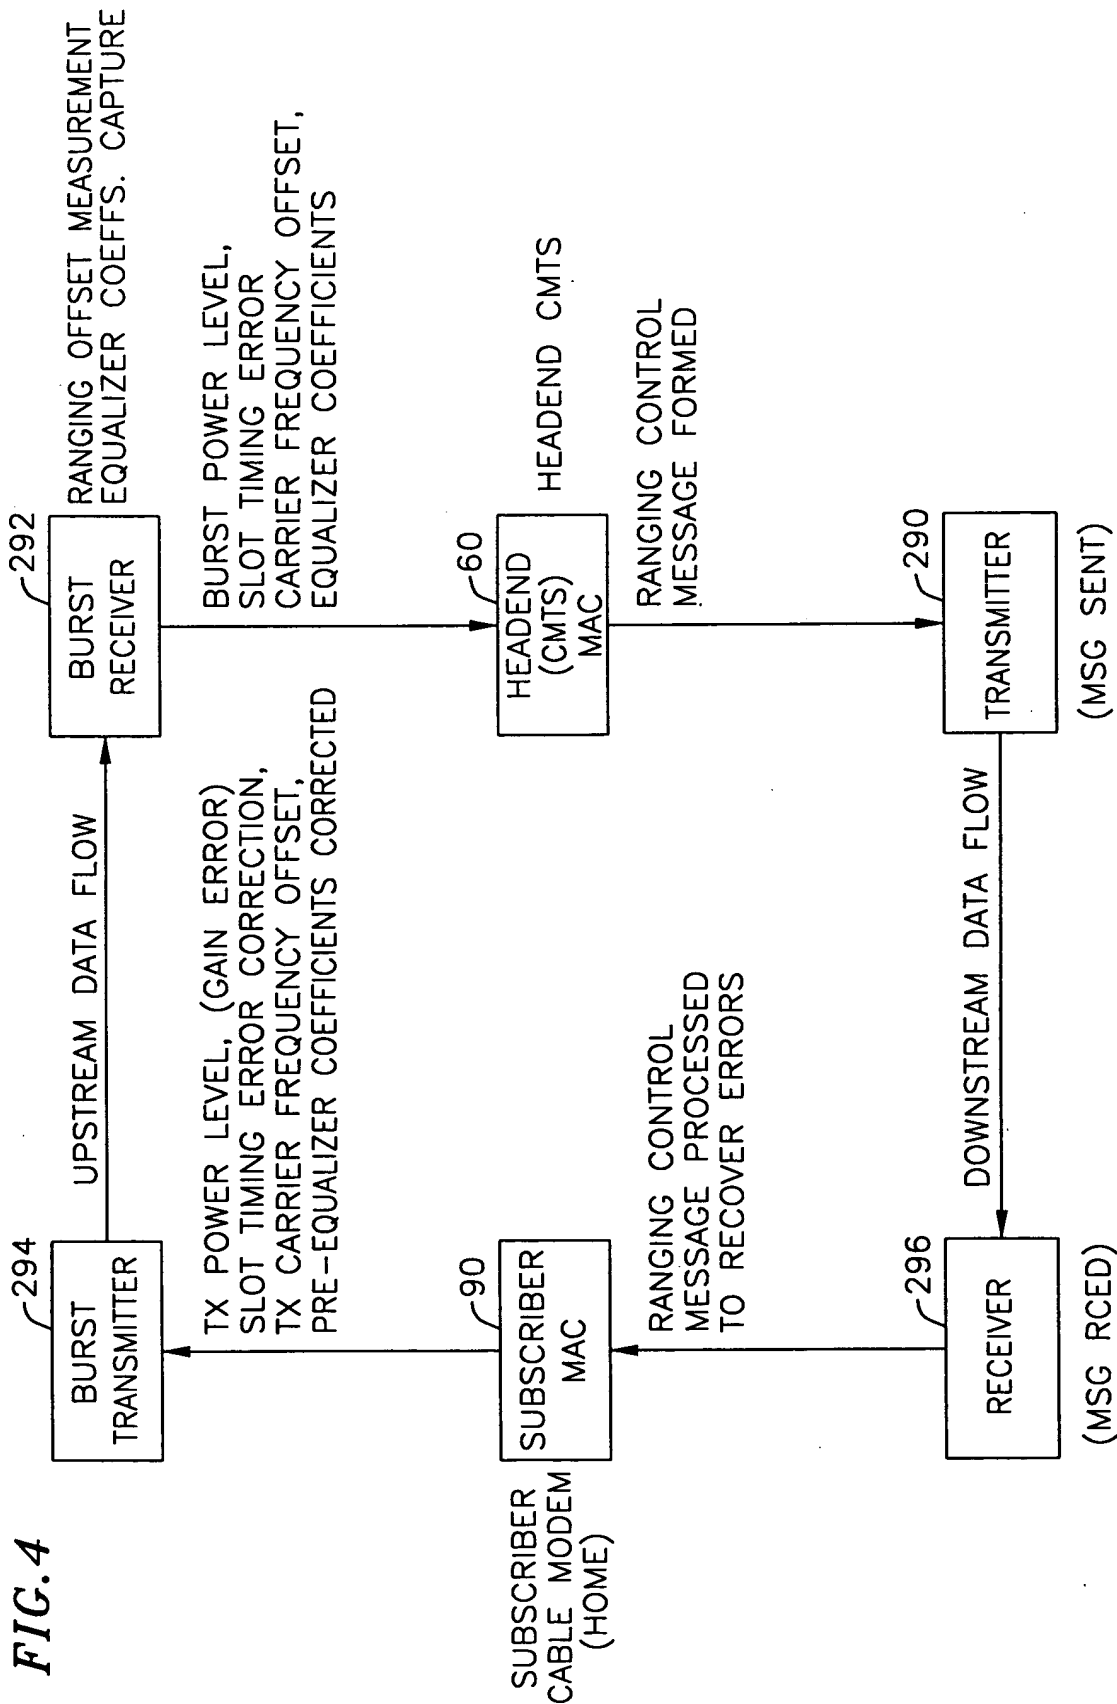 FIG.4
294
BURST
TRANSMITTER
UPSTREAM DATA FLOW
292
BURST
RECEIVER
RANGING OFFSET MEASUREMENT
EQUALIZER COEFFS. CAPTURE
TX POWER LEVEL, (GAIN ERROR)
SLOT TIMING ERROR CORRECTION,
TX CARRIER FREQUENCY OFFSET,
PRE-EQUALIZER COEFFICIENTS CORRECTED
BURST POWER LEVEL,
SLOT TIMING ERROR
CARRIER FREQUENCY OFFSET,
EQUALIZER COEFFICIENTS
SUBSCRIBER
CABLE MODEM
(HOME)
90
SUBSCRIBER
MAC
60
HEADEND
(CMTS)
MAC
HEADEND CMTS
RANGING CONTROL
MESSAGE PROCESSED
TO RECOVER ERRORS
RANGING CONTROL
MESSAGE FORMED
296
RECEIVER
(MSG RCED)
DOWNSTREAM DATA FLOW
290
TRANSMITTER
(MSG SENT)